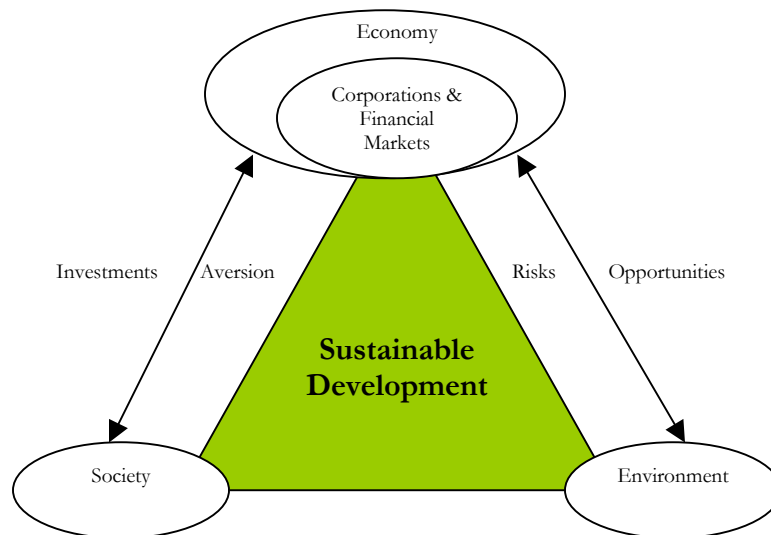 Economy
Corporations &
Financial
Markets
Investments
Aversion
Risks
Opportunities
Sustainable
Development
Society
Environment